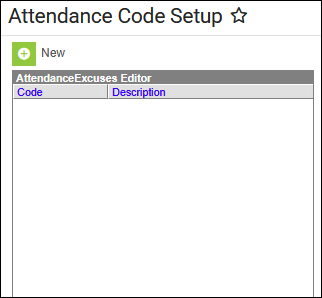 Attendance Code Setup
New
AttendanceExcuses Editor
Code Description